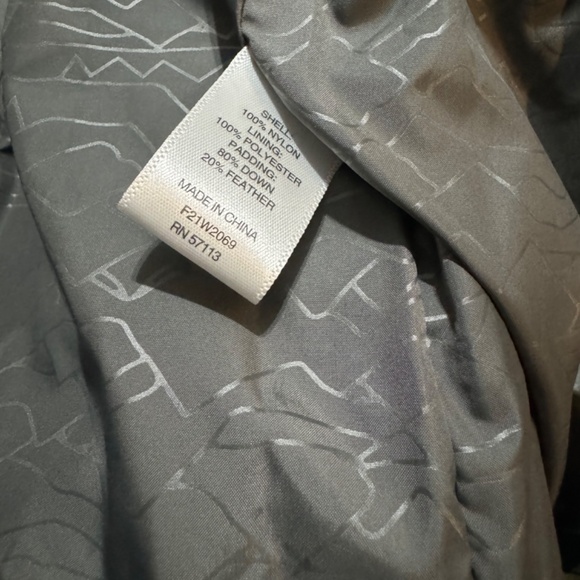 SHELL:
100% NYLON
LINING:
100% POLYESTER
PADDING:
80% DOWN
20% FEATHER
MADE IN CHINA
F21W2069
RN 57113